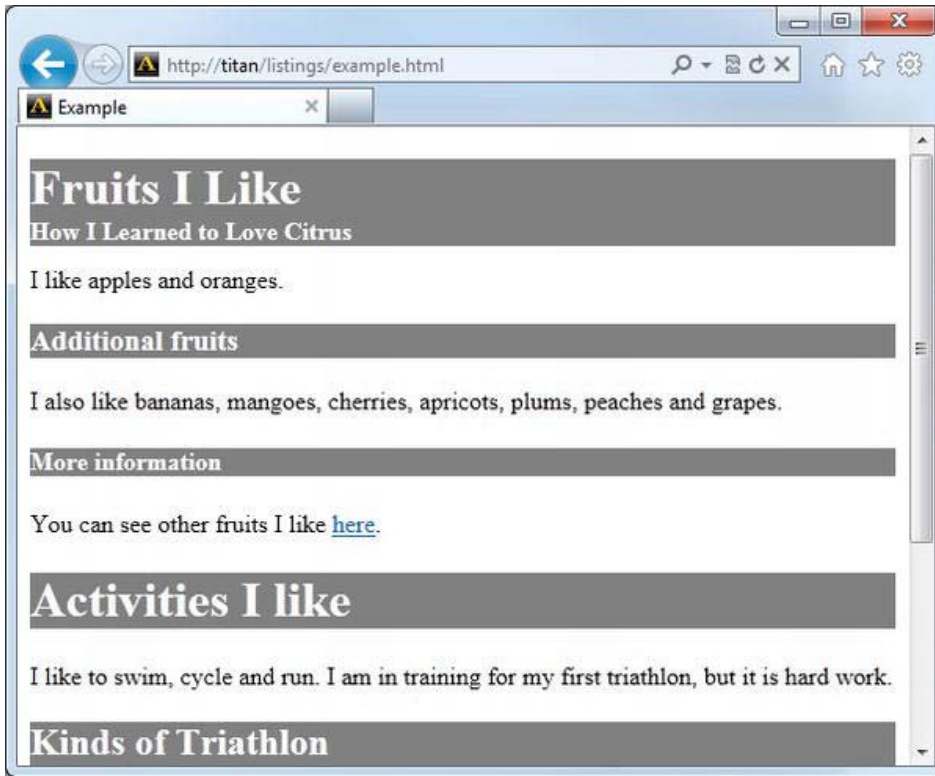 http://titan/listings/example.html
Example
Fruits I Like
How I Learned to Love Citrus
I like apples and oranges.
Additional fruits
I also like bananas, mangoes, cherries, apricots, plums, peaches and grapes.
More information
You can see other fruits I like here.
Activities I like
I like to swim, cycle and run. I am in training for my first triathlon, but it is hard work.
Kinds of Triathlon